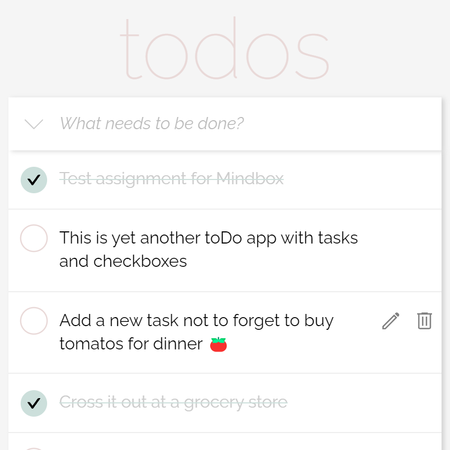 todos
What needs to be done?
Test assignment for Mindbox
This is yet another toDo app with tasks
and checkboxes
Add a new task not to forget to buy
tomatos for dinner 🍅
Cross it out at a grocery store